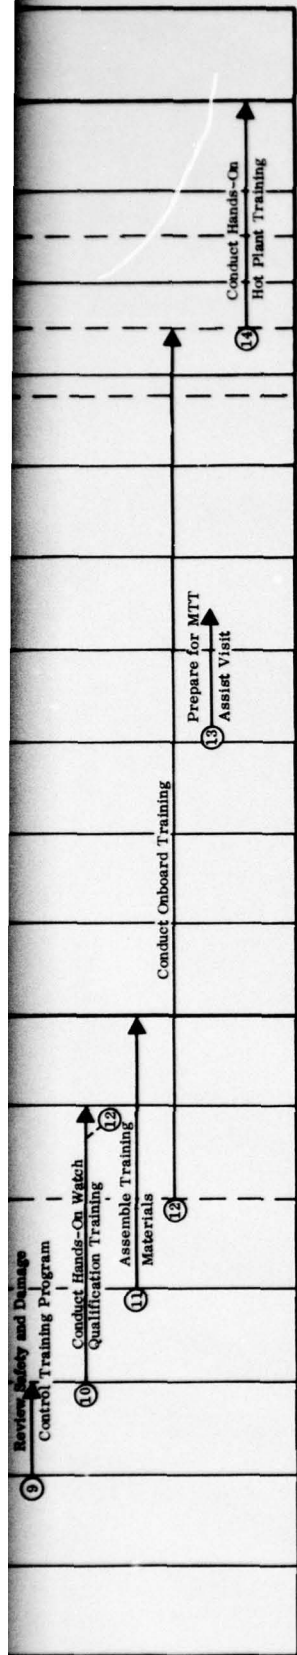 Review Safety and Damage
Control Training Program
9
Conduct Hands-On Watch
Qualification Training
10
12
Assemble Training
Materials
11
Conduct Onboard Training
12
Prepare for MTT
Assist Visit
13
Conduct Hands-On
Hot Plant Training
14